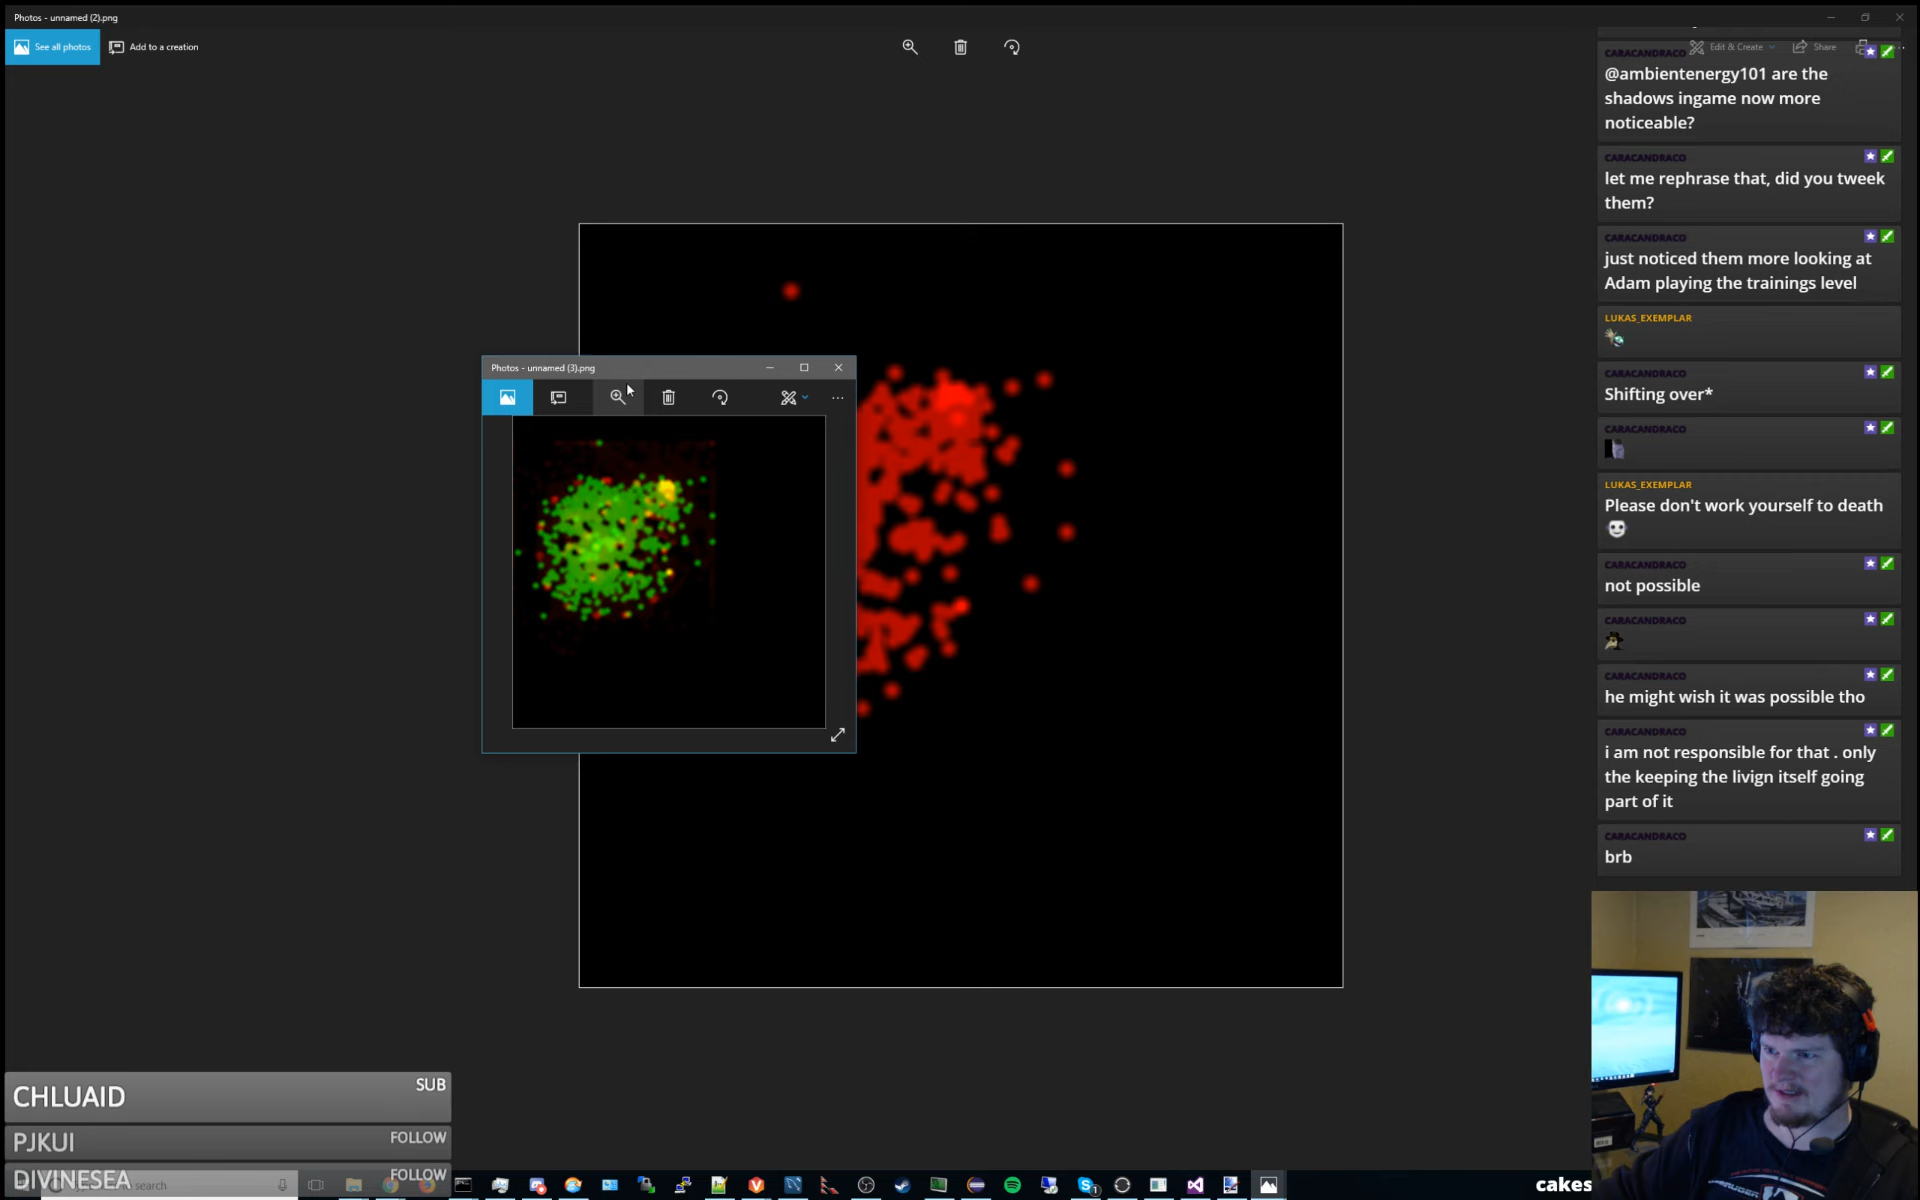 Photos - unnamed (2).png
See all photos
Add to a creation
Edit & Create
Share
CARACANDRACO
@ambientenergy101 are the
shadows ingame now more
noticeable?
CARACANDRACO
let me rephrase that, did you tweek
them?
CARACANDRACO
just noticed them more looking at
Adam playing the trainings level
LUKAS_EXEMPLAR
CARACANDRACO
Shifting over*
CARACANDRACO
LUKAS_EXEMPLAR
Please don't work yourself to death
CARACANDRACO
not possible
CARACANDRACO
CARACANDRACO
he might wish it was possible tho
CARACANDRACO
i am not responsible for that . only
the keeping the livign itself going
part of it
CARACANDRACO
brb
Photos - unnamed (3).png
CHLUAID
SUB
PJKUI
FOLLOW
DIVINESEA
FOLLOW
search
cakes